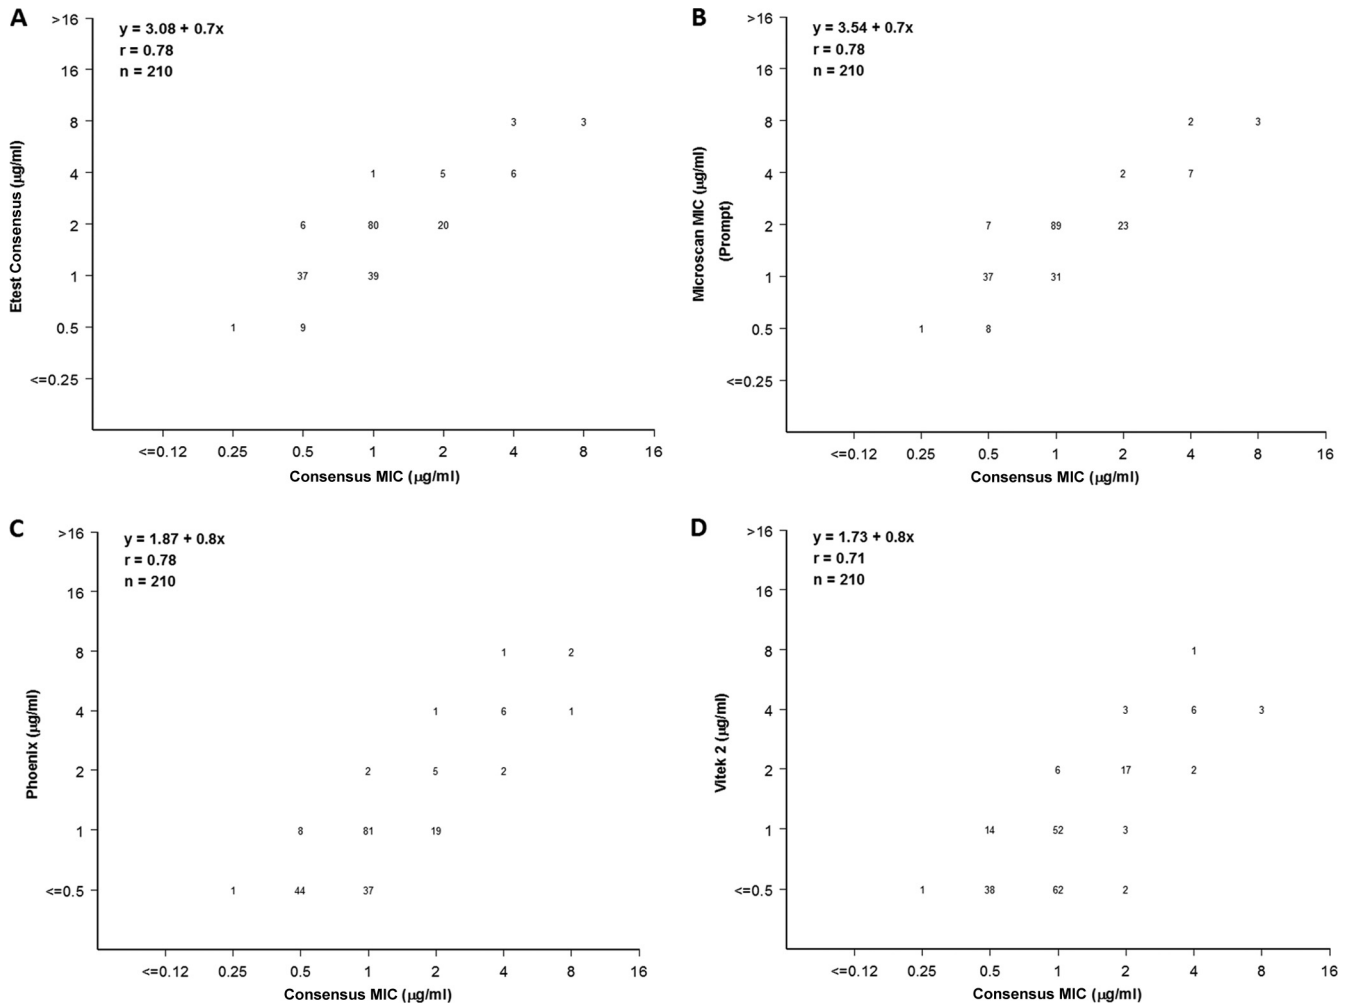 A
>16
y = 3.08 + 0.7x
r = 0.78
n = 210
16
8
3 3
4
1 5 6
2
6 80 20
1
37 39
0.5
1 9
<=0.25
Etest Consensus (µg/ml)
<=0.12 0.25 0.5 1 2 4 8 16
Consensus MIC (µg/ml)
B
>16
y = 3.54 + 0.7x
r = 0.78
n = 210
16
8
2 3
4
2 7
2
7 89 23
1
37 31
0.5
1 8
<=0.25
Microscan MIC (µg/ml)
(Prompt)
<=0.12 0.25 0.5 1 2 4 8 16
Consensus MIC (µg/ml)
C
>16
y = 1.87 + 0.8x
r = 0.78
n = 210
16
8
1 2
4
1 6 1
2
2 5 2
1
8 81 19
<=0.5
1 44 37
Phoenix (µg/ml)
<=0.12 0.25 0.5 1 2 4 8 16
Consensus MIC (µg/ml)
D
>16
y = 1.73 + 0.8x
r = 0.71
n = 210
16
8
1
4
3 6 3
2
6 17 2
1
14 52 3
<=0.5
1 38 62 2
Vitek 2 (µg/ml)
<=0.12 0.25 0.5 1 2 4 8 16
Consensus MIC (µg/ml)